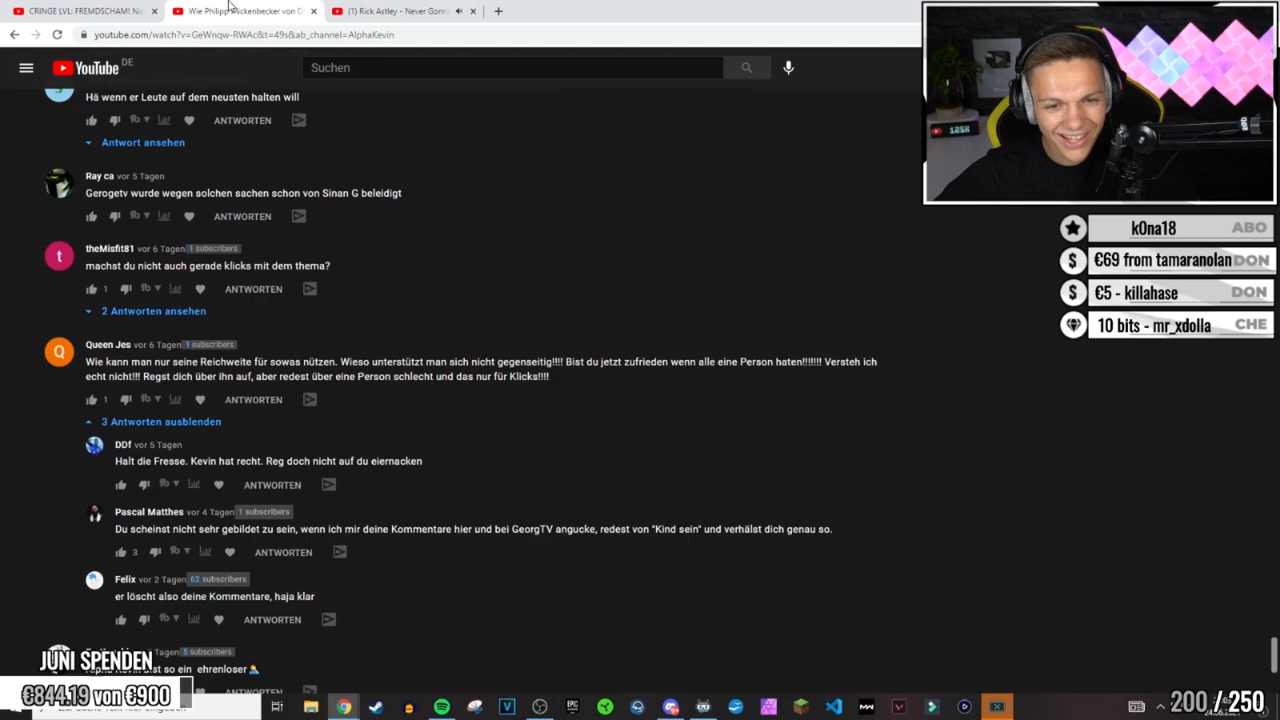 CRINGE LVL: FREMDSCHAM! Nic
Wie Philipp Mickenbecker von D
(1) Rick Astley - Never Gonn
youtube.com/watch?v=GeWnqw-RWAc&t=49s&ab_channel=AlphaKevin
YouTube DE
Suchen
125K
Hä wenn er Leute auf dem neusten halten will
ANTWORTEN
Antwort ansehen
Ray ca vor 5 Tagen
Gerogetv wurde wegen solchen sachen schon von Sinan G beleidigt
ANTWORTEN
k0na18 ABO
theMisfit81 vor 6 Tagen 1 subscribers
€69 from tamaranolan DON
machst du nicht auch gerade klicks mit dem thema?
1 ANTWORTEN
€5 - killahase DON
2 Antworten ansehen
10 bits - mr_xdolla CHE
Queen Jes vor 6 Tagen 1 subscribers
Wie kann man nur seine Reichweite für sowas nützen. Wieso unterstützt man sich nicht gegenseitig!!!! Bist du jetzt zufrieden wenn alle eine Person haten!!!!!!! Versteh ich
echt nicht!!! Regst dich über ihn auf, aber redest über eine Person schlecht und das nur für Klicks!!!!
1 ANTWORTEN
3 Antworten ausblenden
DDf vor 5 Tagen
Halt die Fresse. Kevin hat recht. Reg doch nicht auf du eiernacken
ANTWORTEN
Pascal Matthes vor 4 Tagen 1 subscribers
Du scheinst nicht sehr gebildet zu sein, wenn ich mir deine Kommentare hier und bei GeorgTV angucke, redest von "Kind sein" und verhälst dich genau so.
3 ANTWORTEN
Felix vor 2 Tagen 62 subscribers
er löscht also deine Kommentare, haja klar
ANTWORTEN
Tagen 5 subscribers
JUNI SPENDEN
so ein ehrenloser
ANTWORTEN
€844.19 von €900
200 / 250